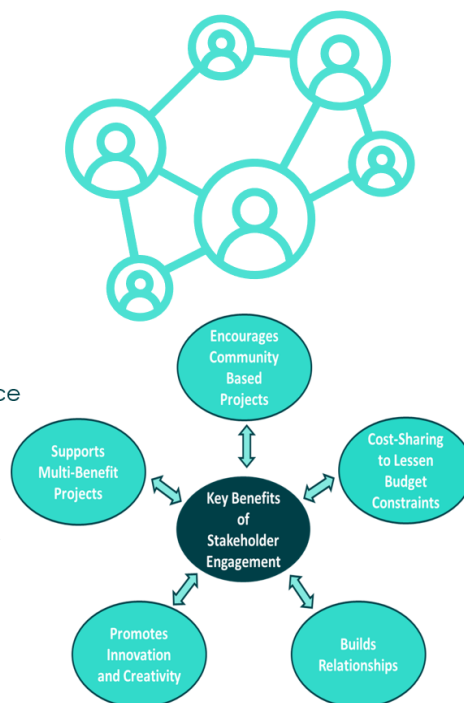 Encourages
Community
Based
Projects
ce
Supports
Multi-Benefit
Projects
Cost-Sharing
to Lessen
Budget
Constraints
Key Benefits
of
Stakeholder
Engagement
Promotes
Innovation
and Creativity
Builds
Relationships